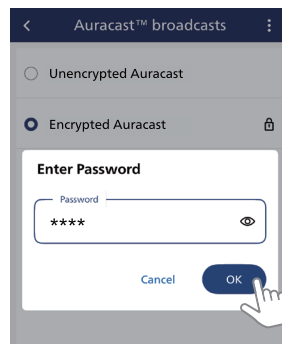 Auracast™ broadcasts
Unencrypted Auracast
Encrypted Auracast
Enter Password
Password
****
Cancel
OK